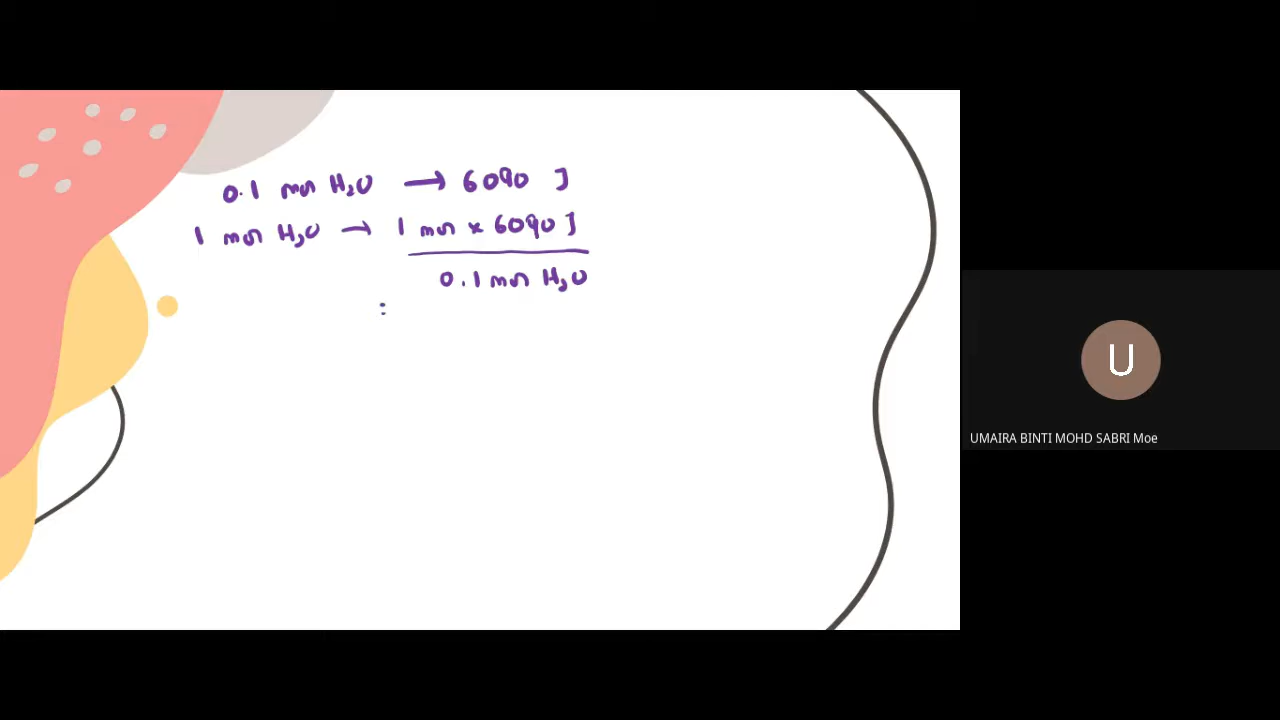 0.1 mol H₂O → 6090 J
1 mol H₂O → 1 mol x 6090 J
0.1 mol H₂O
:
U
UMAIRA BINTI MOHD SABRI Moe